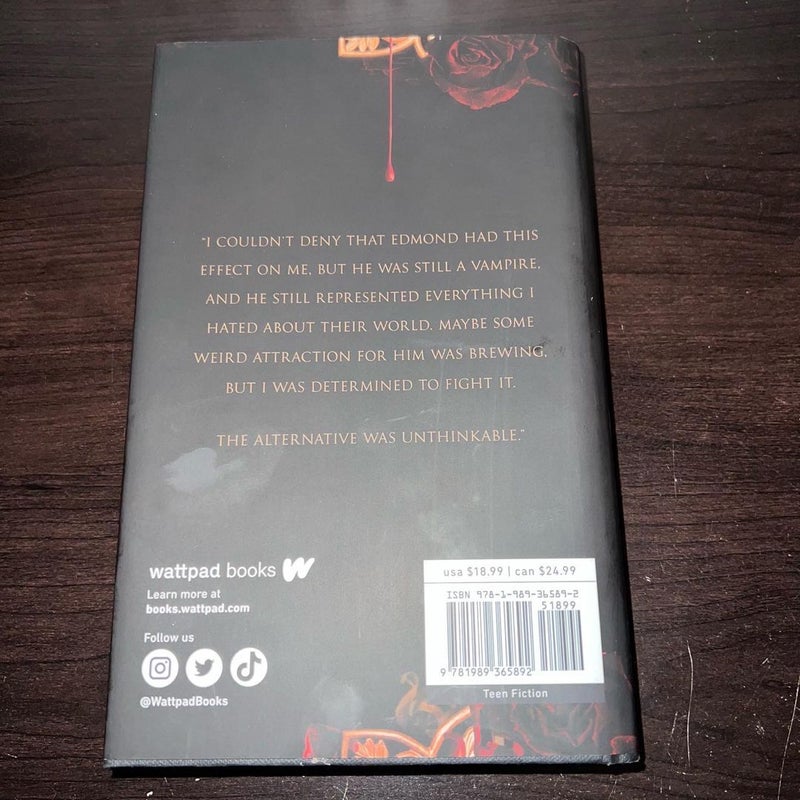 "I COULDN'T DENY THAT EDMOND HAD THIS
EFFECT ON ME, BUT HE WAS STILL A VAMPIRE,
AND HE STILL REPRESENTED EVERYTHING I
HATED ABOUT THEIR WORLD. MAYBE SOME
WEIRD ATTRACTION FOR HIM WAS BREWING,
BUT I WAS DETERMINED TO FIGHT IT.
THE ALTERNATIVE WAS UNTHINKABLE."
wattpad books W
Learn more at
books.wattpad.com
Follow us
@WattpadBooks
usa $18.99 | can $24.99
ISBN 978-1-989-36589-2
51899
9 781989 365892
Teen Fiction